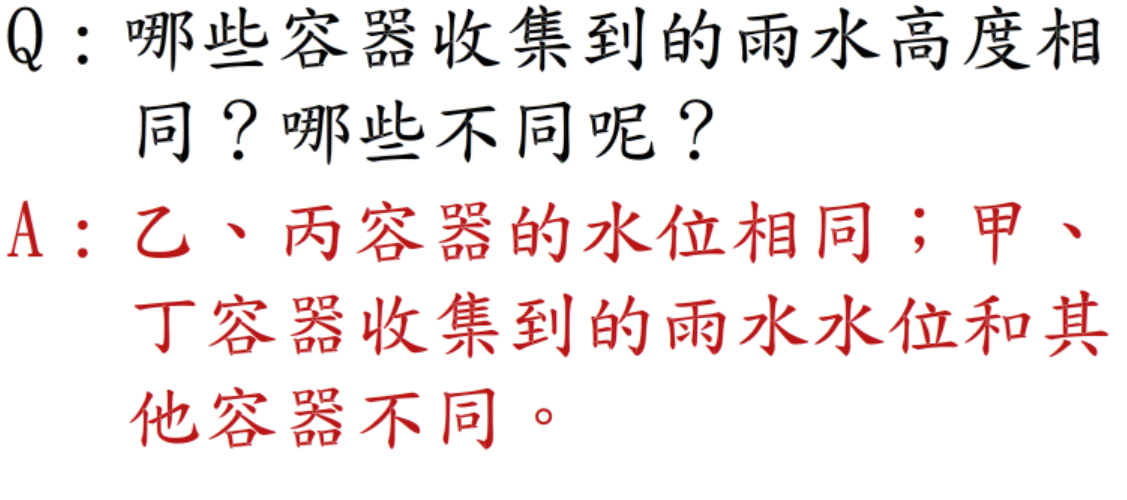 Q：哪些容器收集到的雨水高度相
同？哪些不同呢？
A：乙、丙容器的水位相同；甲、
丁容器收集到的雨水水位和其
他容器不同。